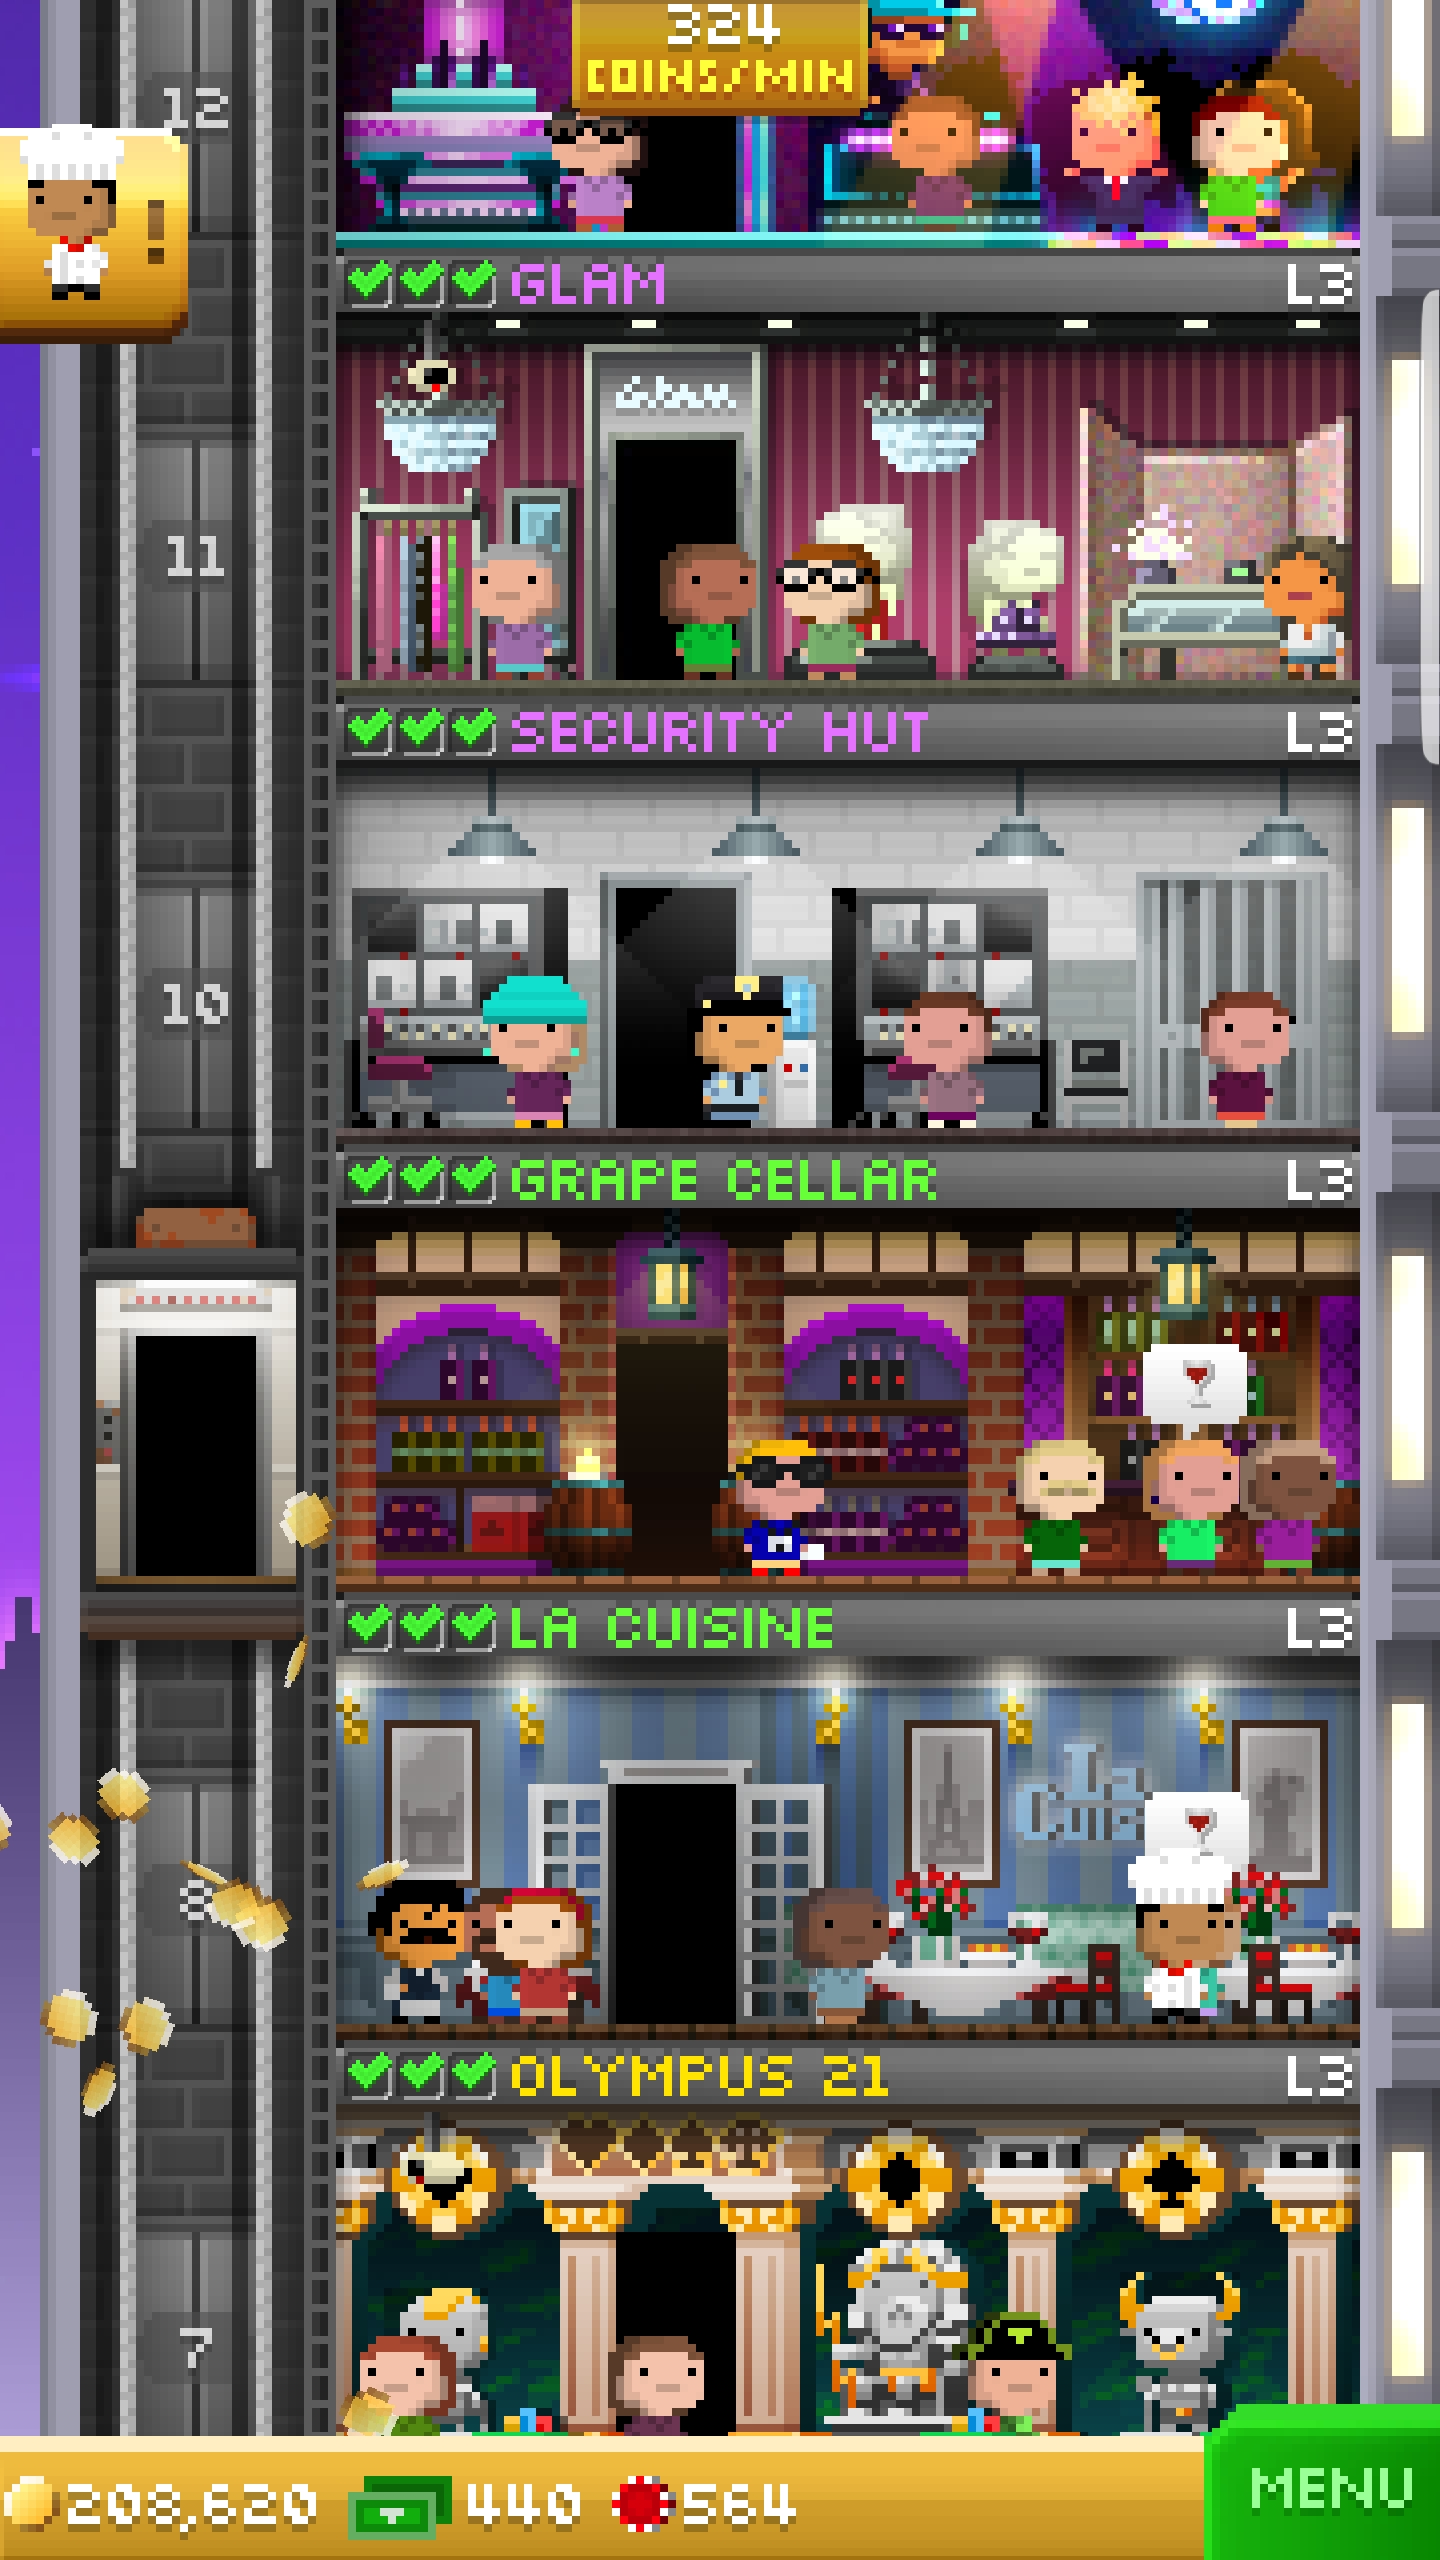 324
COINS/MIN
12
!
GLAM L3
Glam
11
SECURITY HUT L3
10
GRAPE CELLAR L3
LA CUISINE L3
La
Cuis
8
OLYMPUS 21 L3
7
208,620 440 564 MENU